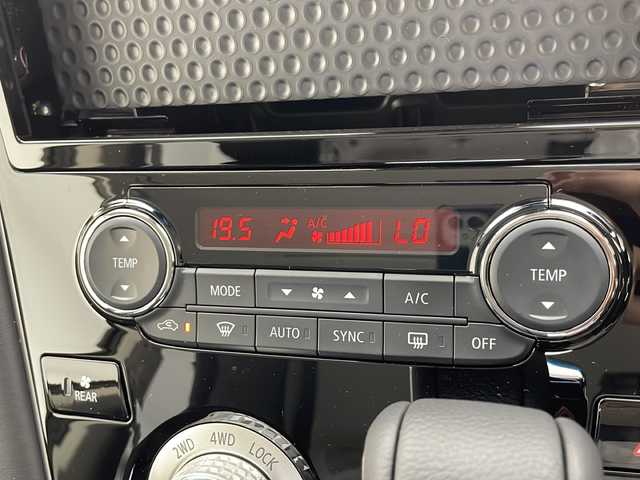 19.5 A/C LO
TEMP
TEMP
MODE A/C
AUTO SYNC OFF
REAR
2WD 4WD LOCK